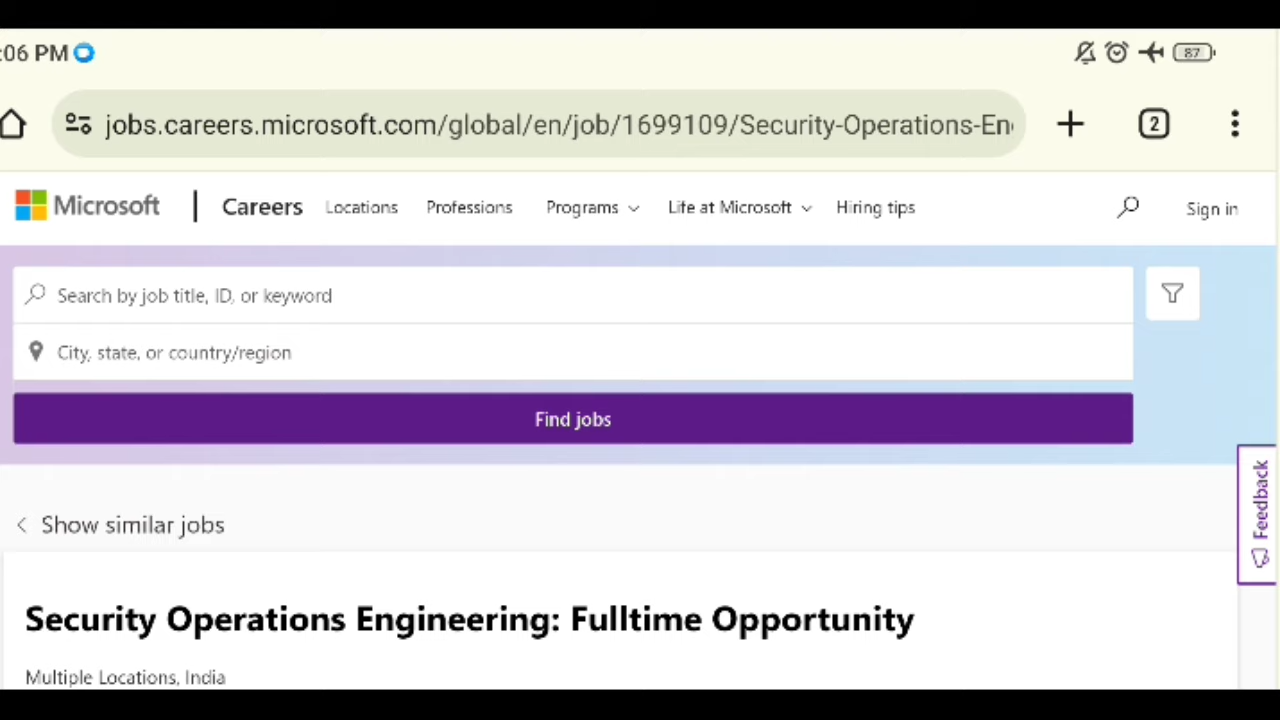 :06 PM
87
jobs.careers.microsoft.com/global/en/job/1699109/Security-Operations-En
2
Microsoft | Careers Locations Professions Programs Life at Microsoft Hiring tips Sign in
Search by job title, ID, or keyword
City, state, or country/region
Find jobs
Feedback
Show similar jobs
Security Operations Engineering: Fulltime Opportunity
Multiple Locations, India